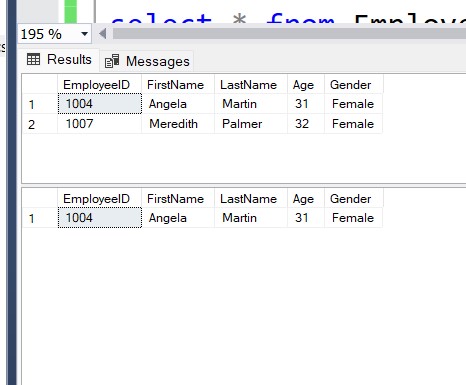 select * from Employe
195 %
Results Messages
EmployeeID FirstName LastName Age Gender
1 1004 Angela Martin 31 Female
2 1007 Meredith Palmer 32 Female
EmployeeID FirstName LastName Age Gender
1 1004 Angela Martin 31 Female